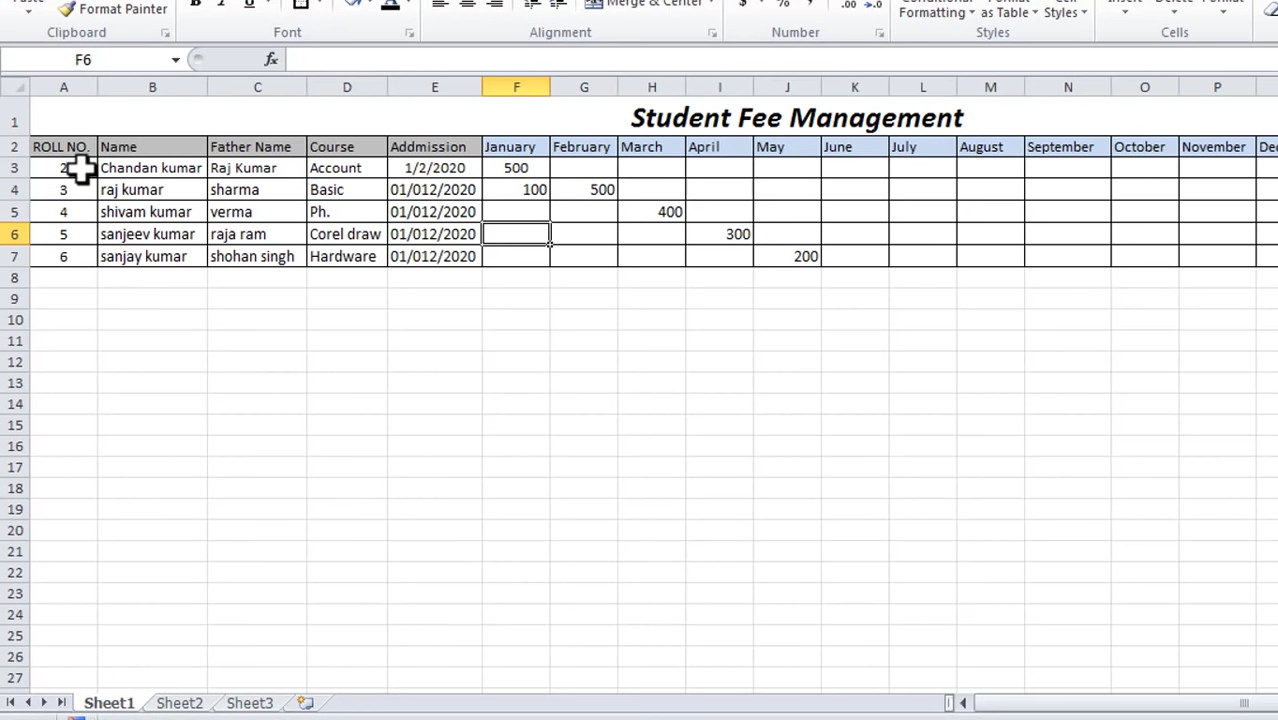 Format Painter B I U A Merge & Center $ % , .00 .0
Formatting as Table Styles Insert Delete Format
Clipboard Font Alignment Number Styles Cells
F6 fx
A B C D E F G H I J K L M N O P
1 Student Fee Management
2 ROLL NO. Name Father Name Course Addmission January February March April May June July August September October November
3 2 Chandan kumar Raj Kumar Account 1/2/2020 500
4 3 raj kumar sharma Basic 01/012/2020 100 500
5 4 shivam kumar verma Ph. 01/012/2020 400
6 5 sanjeev kumar raja ram Corel draw 01/012/2020 300
7 6 sanjay kumar shohan singh Hardware 01/012/2020 200
8
9
10
11
12
13
14
15
16
17
18
19
20
21
22
23
24
25
26
27
Sheet1 Sheet2 Sheet3